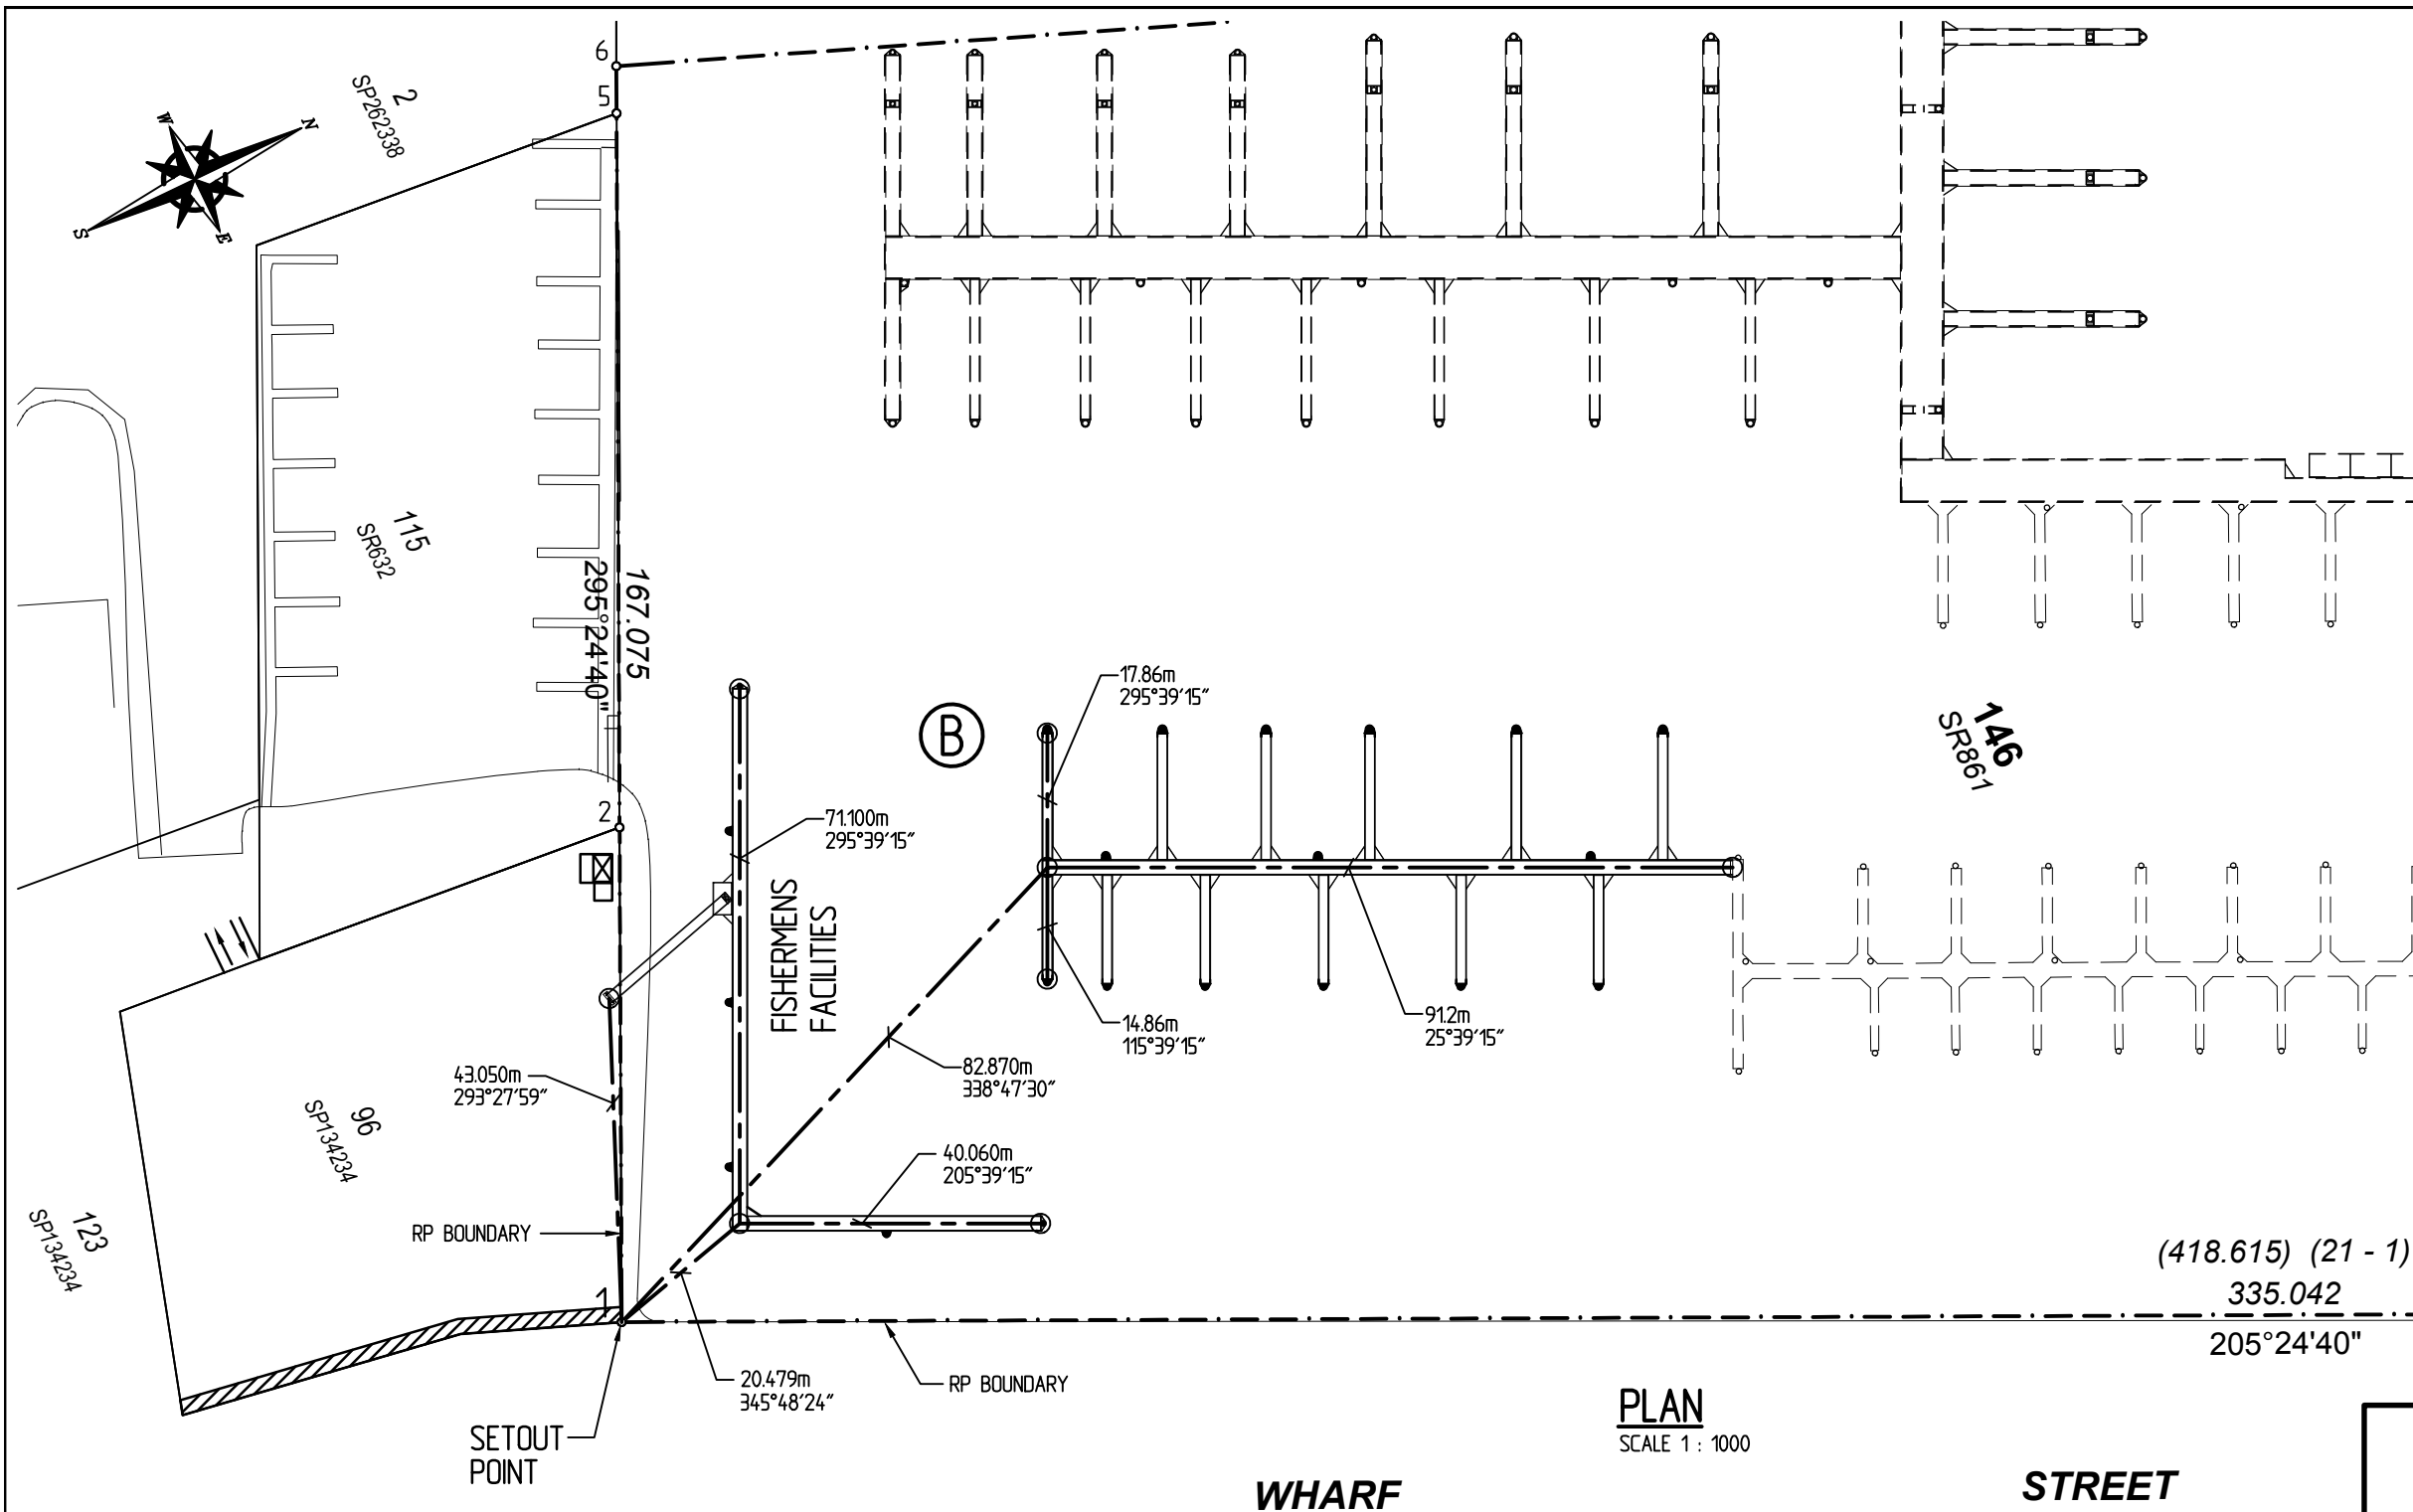 6
5
2
SP262338
W
N
S
E
115
SR632
167.075
295°24'40"
17.86m
295°39'15"
B
146
SR861
2
71.100m
295°39'15"
FISHERMENS
FACILITIES
14.86m
115°39'15"
91.2m
25°39'15"
82.870m
338°47'30"
43.050m
293°27'59"
96
SP134234
40.060m
205°39'15"
123
SP134234
RP BOUNDARY
(418.615) (21 - 1)
335.042
205°24'40"
1
20.479m
345°48'24"
RP BOUNDARY
SETOUT
POINT
PLAN
SCALE 1 : 1000
WHARF STREET